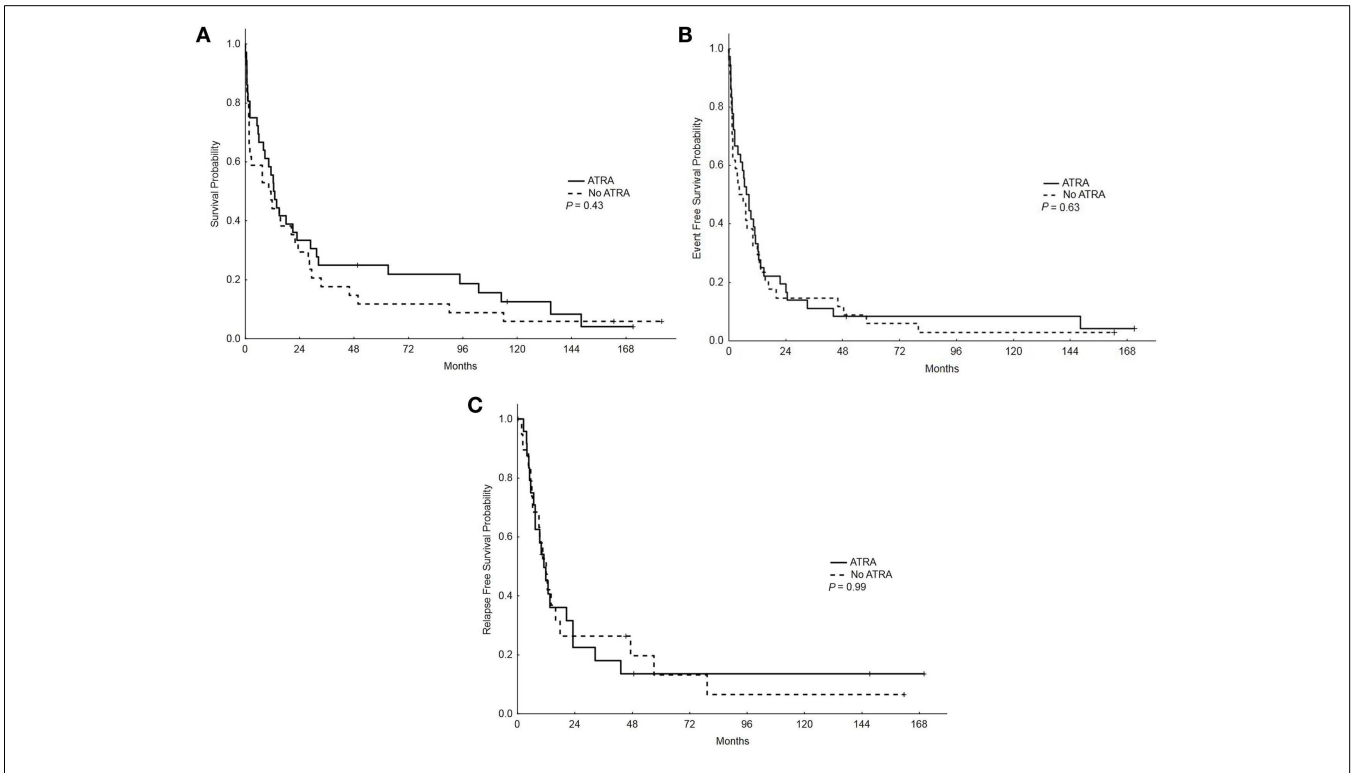 A
Survival Probability
1.0
0.8
0.6
0.4
0.2
0.0
0 24 48 72 96 120 144 168
Months
ATRA
No ATRA
P = 0.43
B
Event Free Survival Probability
1.0
0.8
0.6
0.4
0.2
0.0
0 24 48 72 96 120 144 168
Months
ATRA
No ATRA
P = 0.63
C
Relapse Free Survival Probability
1.0
0.8
0.6
0.4
0.2
0.0
0 24 48 72 96 120 144 168
Months
ATRA
No ATRA
P = 0.99